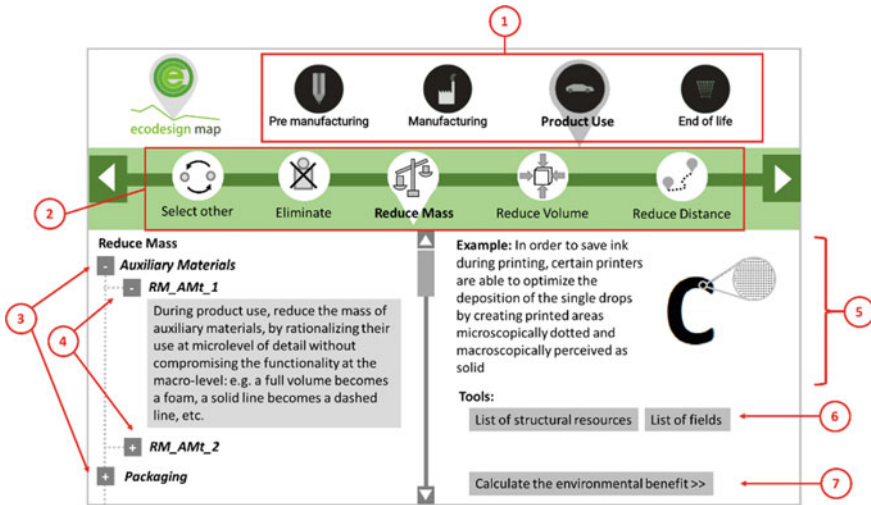 1
e
ecodesign map
Pre manufacturing
Manufacturing
Product Use
End of life
2
Select other
Eliminate
Reduce Mass
Reduce Volume
Reduce Distance
Reduce Mass
- Auxiliary Materials
- RM_AMt_1
During product use, reduce the mass of
auxiliary materials, by rationalizing their
use at microlevel of detail without
compromising the functionality at the
macro-level: e.g. a full volume becomes
a foam, a solid line becomes a dashed
line, etc.
+ RM_AMt_2
+ Packaging
3
4
Example: In order to save ink
during printing, certain printers
are able to optimize the
deposition of the single drops
by creating printed areas
microscopically dotted and
macroscopically perceived as
solid
C
5
Tools:
List of structural resources
List of fields
6
Calculate the environmental benefit >>
7